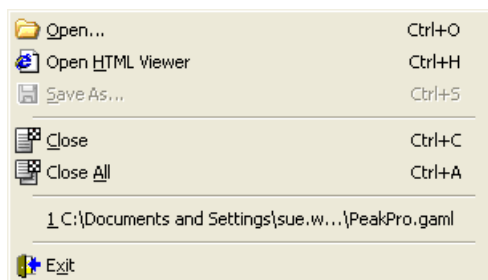 Open... Ctrl+O
Open HTML Viewer Ctrl+H
Save As... Ctrl+S
Close Ctrl+C
Close All Ctrl+A
1 C:\Documents and Settings\sue.w...\PeakPro.gaml
Exit